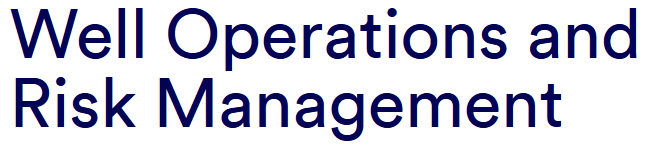 Well Operations and
Risk Management